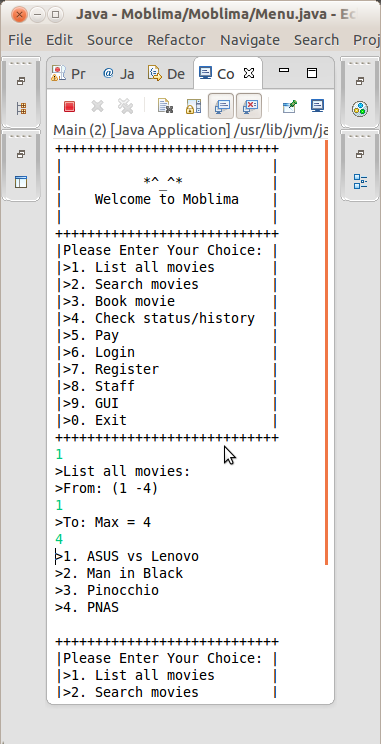 Java - Moblima/Moblima/Menu.java - Ec
File Edit Source Refactor Navigate Search Proj
Pr Ja De Co
Main (2) [Java Application] /usr/lib/jvm/ja
+++++++++++++++++++++++++++
|                          |
|          *^_^*           |
|    Welcome to Moblima    |
|                          |
+++++++++++++++++++++++++++
|Please Enter Your Choice: |
|>1. List all movies       |
|>2. Search movies         |
|>3. Book movie            |
|>4. Check status/history  |
|>5. Pay                   |
|>6. Login                 |
|>7. Register              |
|>8. Staff                 |
|>9. GUI                   |
|>0. Exit                  |
+++++++++++++++++++++++++++
1
>List all movies:
>From: (1 -4)
1
>To: Max = 4
4
>1. ASUS vs Lenovo
>2. Man in Black
>3. Pinocchio
>4. PNAS
+++++++++++++++++++++++++++
|Please Enter Your Choice: |
|>1. List all movies       |
|>2. Search movies         |